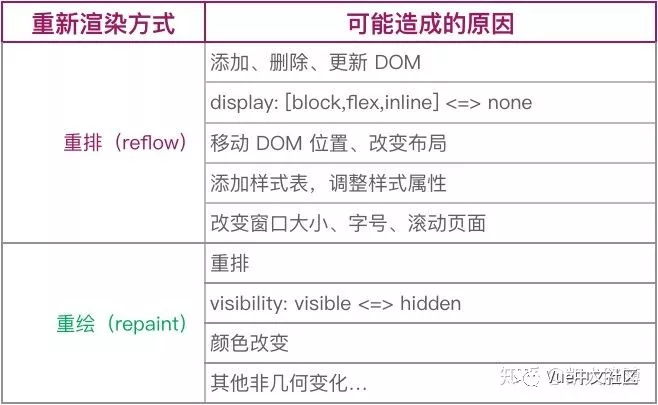 重新渲染方式
可能造成的原因
重排（reflow）
添加、删除、更新 DOM
display: [block,flex,inline] <=> none
移动 DOM 位置、改变布局
添加样式表，调整样式属性
改变窗口大小、字号、滚动页面
重绘（repaint）
重排
visibility: visible <=> hidden
颜色改变
其他非几何变化...
Vue中文社区